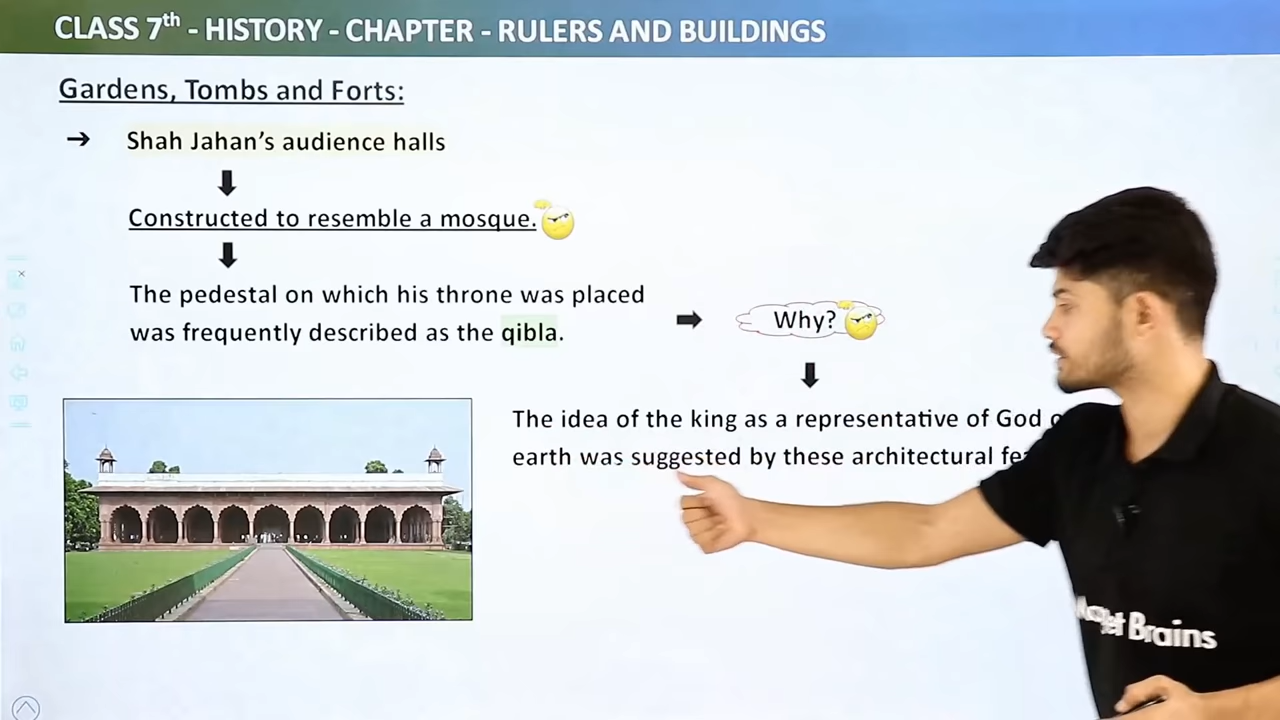 CLASS 7th - HISTORY - CHAPTER - RULERS AND BUILDINGS
Gardens, Tombs and Forts:
→ Shah Jahan’s audience halls
Constructed to resemble a mosque.
The pedestal on which his throne was placed
was frequently described as the qibla.
Why?
The idea of the king as a representative of God
earth was suggested by these architectural
Brains